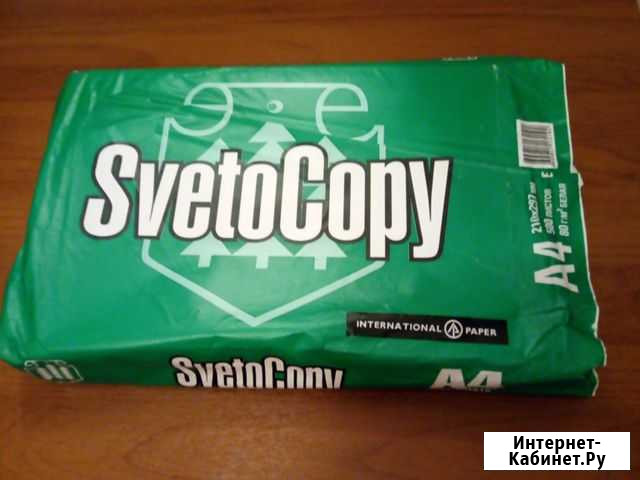 SvetoCopy
A4
210x297 мм
500 листов
80 г/м² БЕЛАЯ
E
INTERNATIONAL PAPER
SvetoCopy
A4
Интернет-
Кабинет.Ру